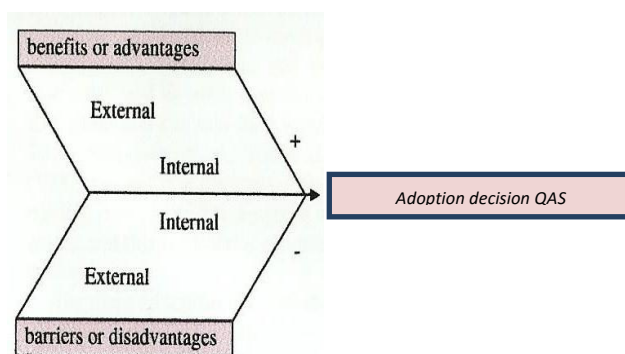 benefits or advantages
External
+
Internal
Adoption decision QAS
Internal
-
External
barriers or disadvantages